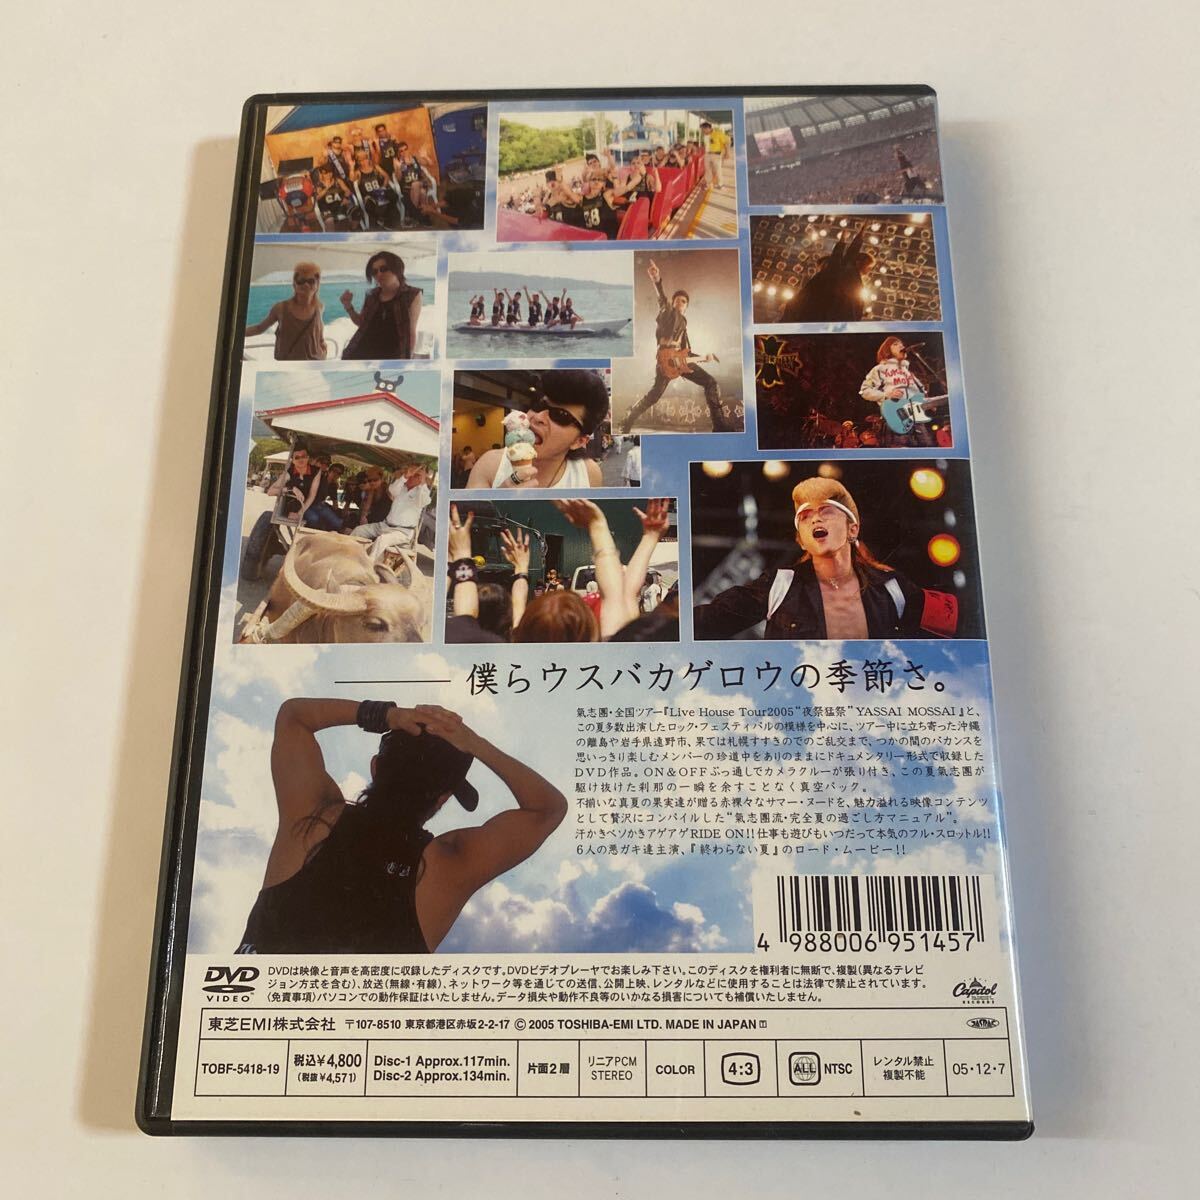 88
88
19
YUKI
―― 僕らウスバカゲロウの季節さ。
氣志團・全国ツアー『Live House Tour2005“夜祭猛祭”YASSAI MOSSAI』と、
この夏多数出演したロック・フェスティバルの模様を中心に、ツアー中に立ち寄った沖縄
の離島や岩手県遠野市、果ては札幌すすきのでのご乱交まで、つかの間のバカンスを
思いっきり楽しむメンバーの珍道中をありのままにドキュメンタリー形式で収録した
DVD作品。ON＆OFFぶっ通しでカメラクルーが張り付き、この夏氣志團が
駆け抜けた刹那の一瞬を余すことなく真空パック。
不揃いな真夏の果実達が贈る赤裸々なサマー・ヌードを、魅力溢れる映像コンテンツ
として贅沢にコンパイルした“氣志團流・完全夏の過ごし方マニュアル”。
汗かきベソかきアゲアゲRIDE ON!!仕事も遊びもいつだって本気のフル・スロットル!!
6人の悪ガキ達主演、『終わらない夏』のロード・ムービー!!
4 988006 951457
DVD VIDEO
DVDは映像と音声を高密度に収録したディスクです。DVDビデオプレーヤでお楽しみ下さい。このディスクを権利者に無断で、複製(異なるテレビ
ジョン方式を含む)、放送(無線・有線)、ネットワーク等を通じての送信、公開上映、レンタルなどに使用することは法律で禁止されています。
(免責事項)パソコンでの動作保証はいたしません。データ損失や動作不良等のいかなる損害についても補償いたしません。
Capitol
RECORDS
東芝EMI株式会社 〒107-8510 東京都港区赤坂2-2-17 © 2005 TOSHIBA-EMI LTD. MADE IN JAPAN
JASRAC
TOBF-5418-19
税込¥4,800
(税抜¥4,571)
Disc-1 Approx.117min.
Disc-2 Approx.134min.
片面2層
リニアPCM
STEREO
COLOR
4:3
ALL NTSC
レンタル禁止
複製不能
05・12・7